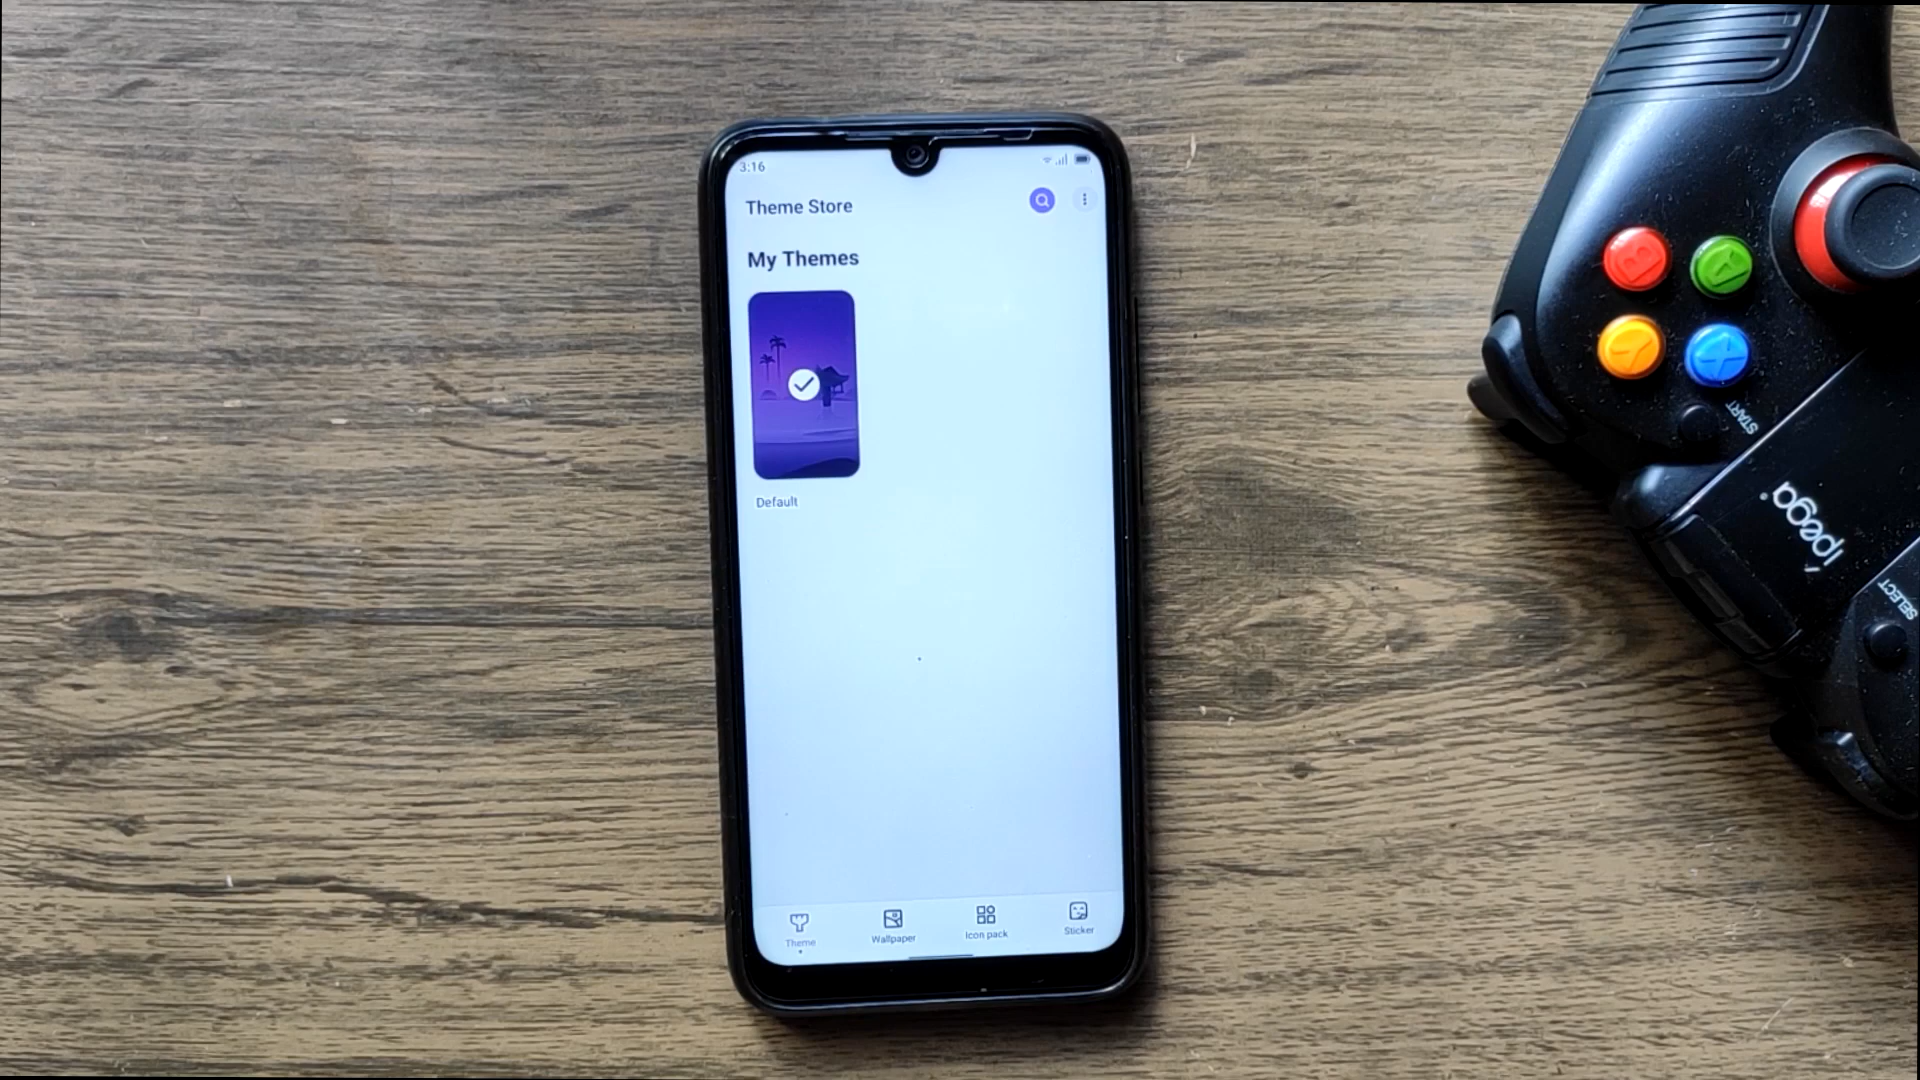 3:16
Theme Store
My Themes
Default
Theme
Wallpaper
Icon pack
Sticker
B
A
Y
X
START
ipega
SELECT